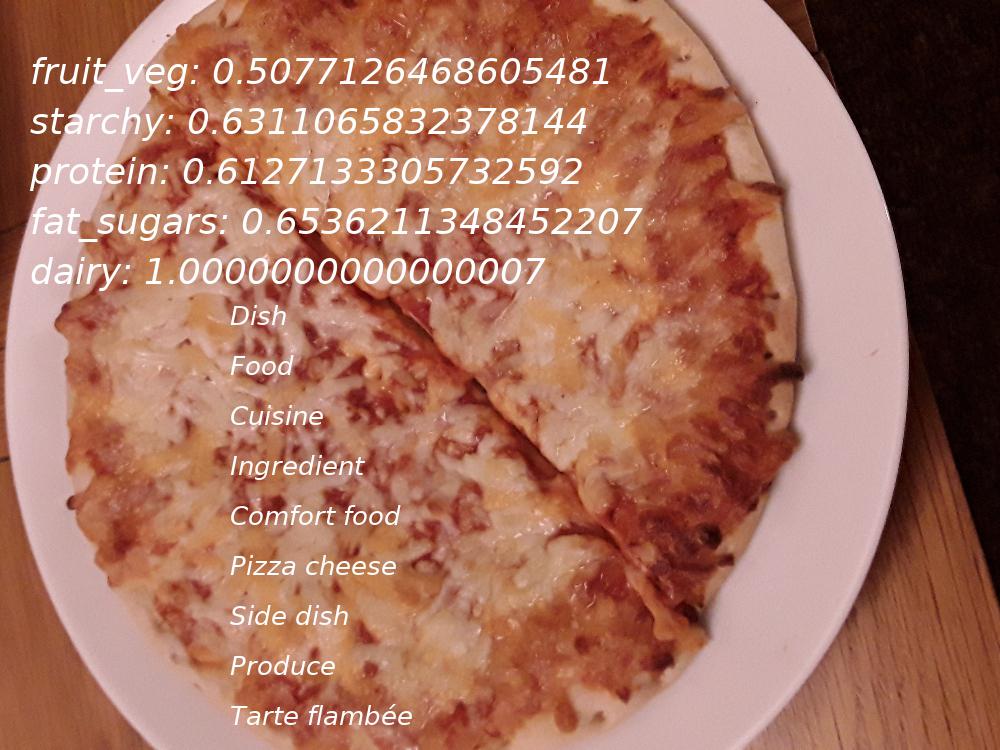 fruit_veg: 0.5077126468605481
starchy: 0.6311065832378144
protein: 0.6127133305732592
fat_sugars: 0.6536211348452207
dairy: 1.0000000000000007
Dish
Food
Cuisine
Ingredient
Comfort food
Pizza cheese
Side dish
Produce
Tarte flambée